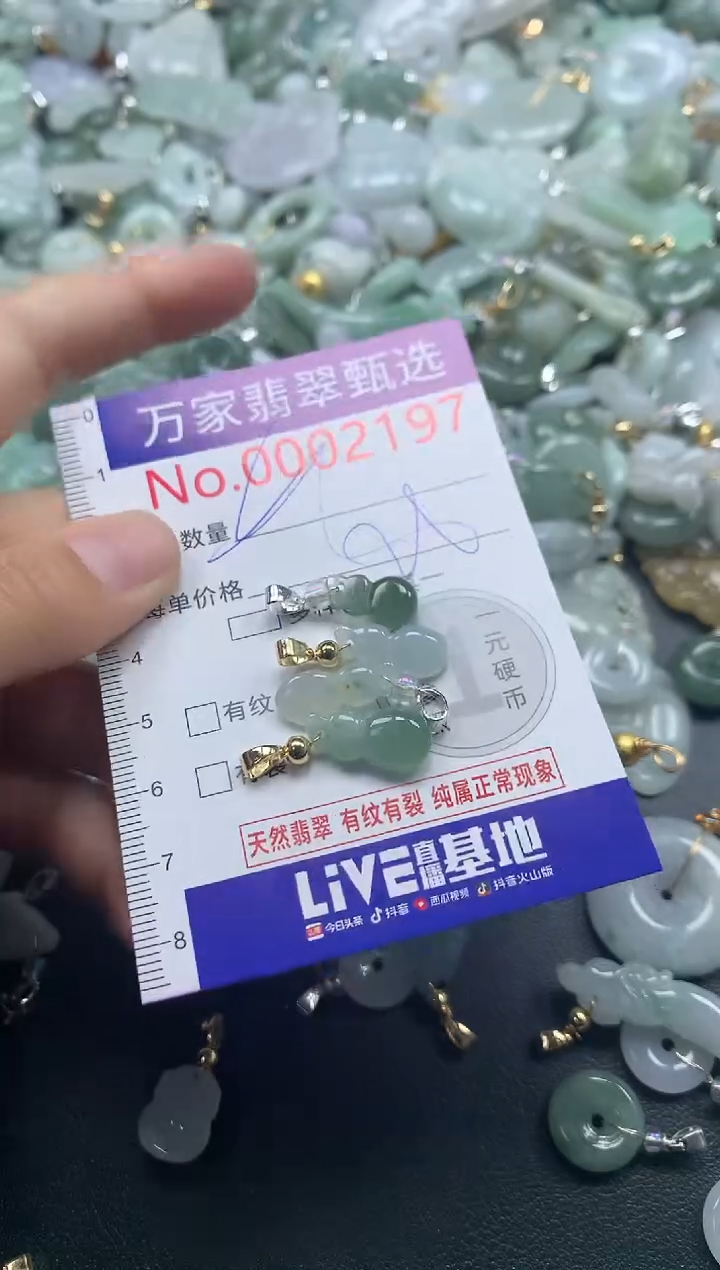 万家翡翠甄选
No.0002197
数量
每单价格
一元硬币
1
有纹
天然翡翠 有纹有裂 纯属正常现象
LiVE直播基地
今日头条 抖音 西瓜视频 抖音火山版
0
1
4
5
6
7
8